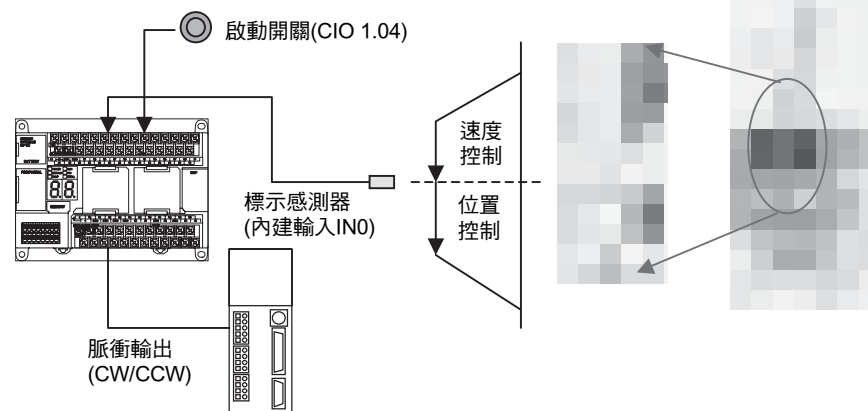 啟動開關(CIO 1.04)
速度
控制
標示感測器
(內建輸入IN0)
位置
控制
脈衝輸出
(CW/CCW)